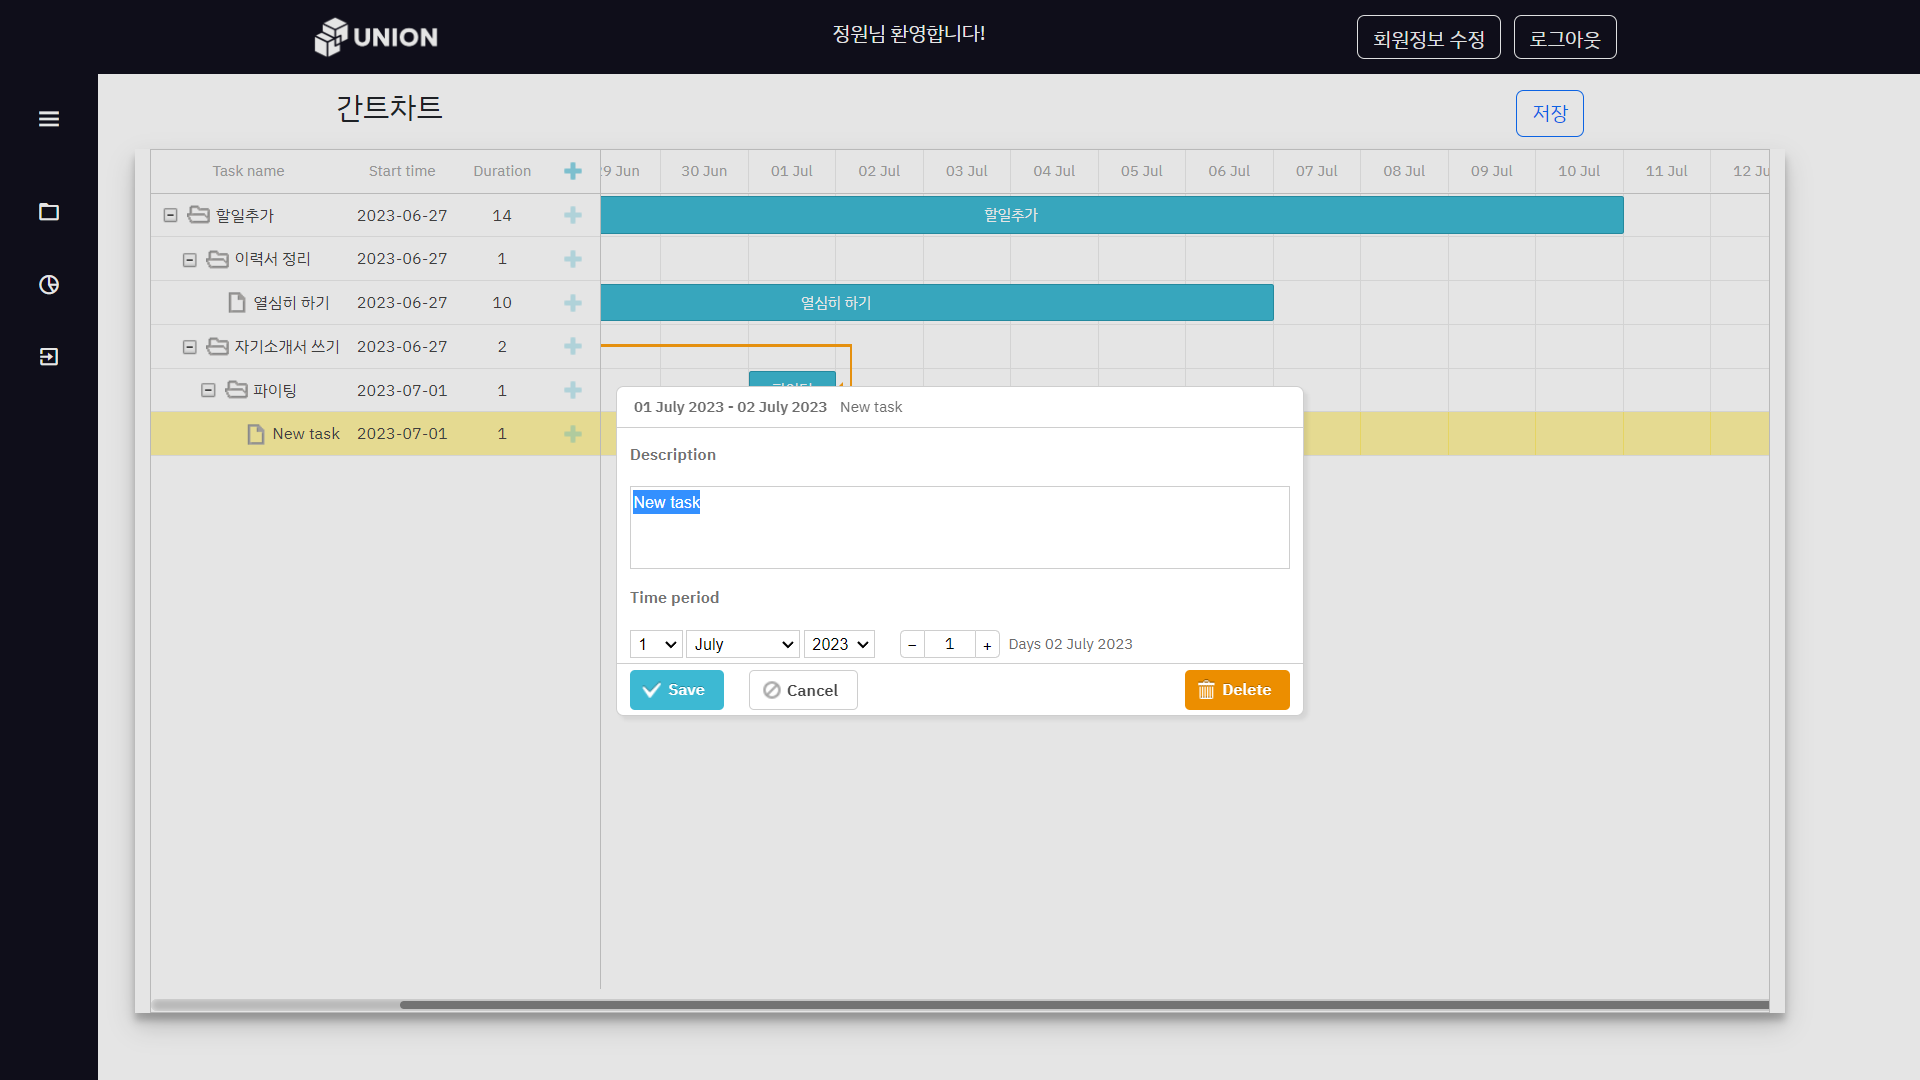 UNION
정원님 환영합니다!
회원정보 수정
로그아웃
간트차트
저장
Task name Start time Duration
29 Jun 30 Jun 01 Jul 02 Jul 03 Jul 04 Jul 05 Jul 06 Jul 07 Jul 08 Jul 09 Jul 10 Jul 11 Jul 12 Ju
할일추가 2023-06-27 14
할일추가
이력서 정리 2023-06-27 1
열심히 하기 2023-06-27 10
열심히 하기
자기소개서 쓰기 2023-06-27 2
파이팅 2023-07-01 1
파이팅
New task 2023-07-01 1
01 July 2023 - 02 July 2023 New task
Description
New task
Time period
1 July 2023 − 1 + Days 02 July 2023
Save Cancel Delete